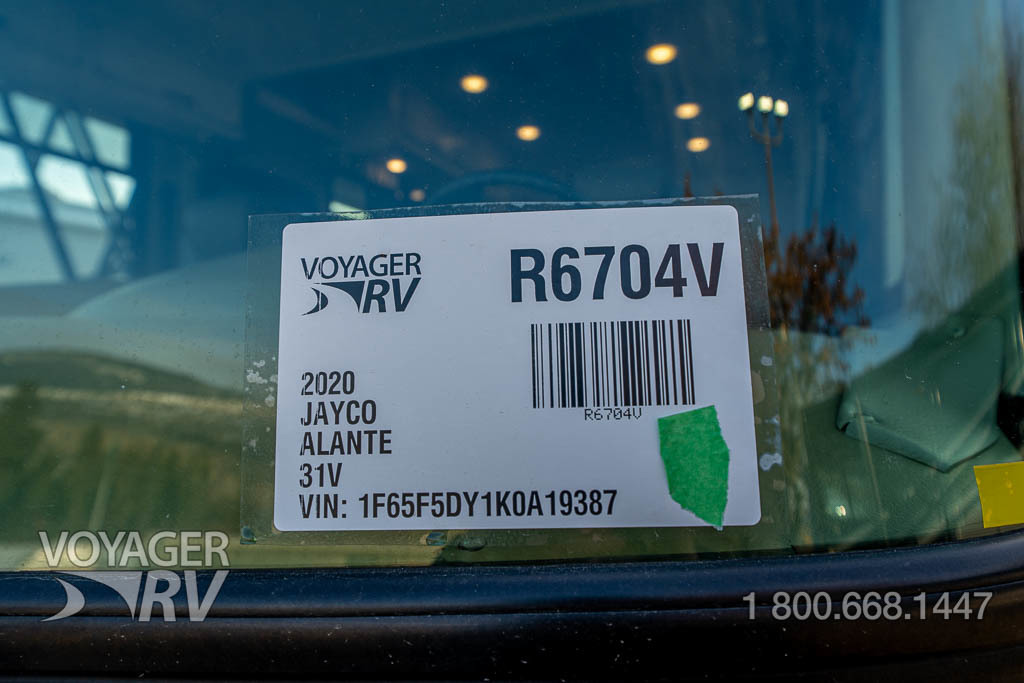 VOYAGER
RV
R6704V
R6704V
2020
JAYCO
ALANTE
31V
VIN: 1F65F5DY1K0A19387
VOYAGER
RV
1 800.668.1447